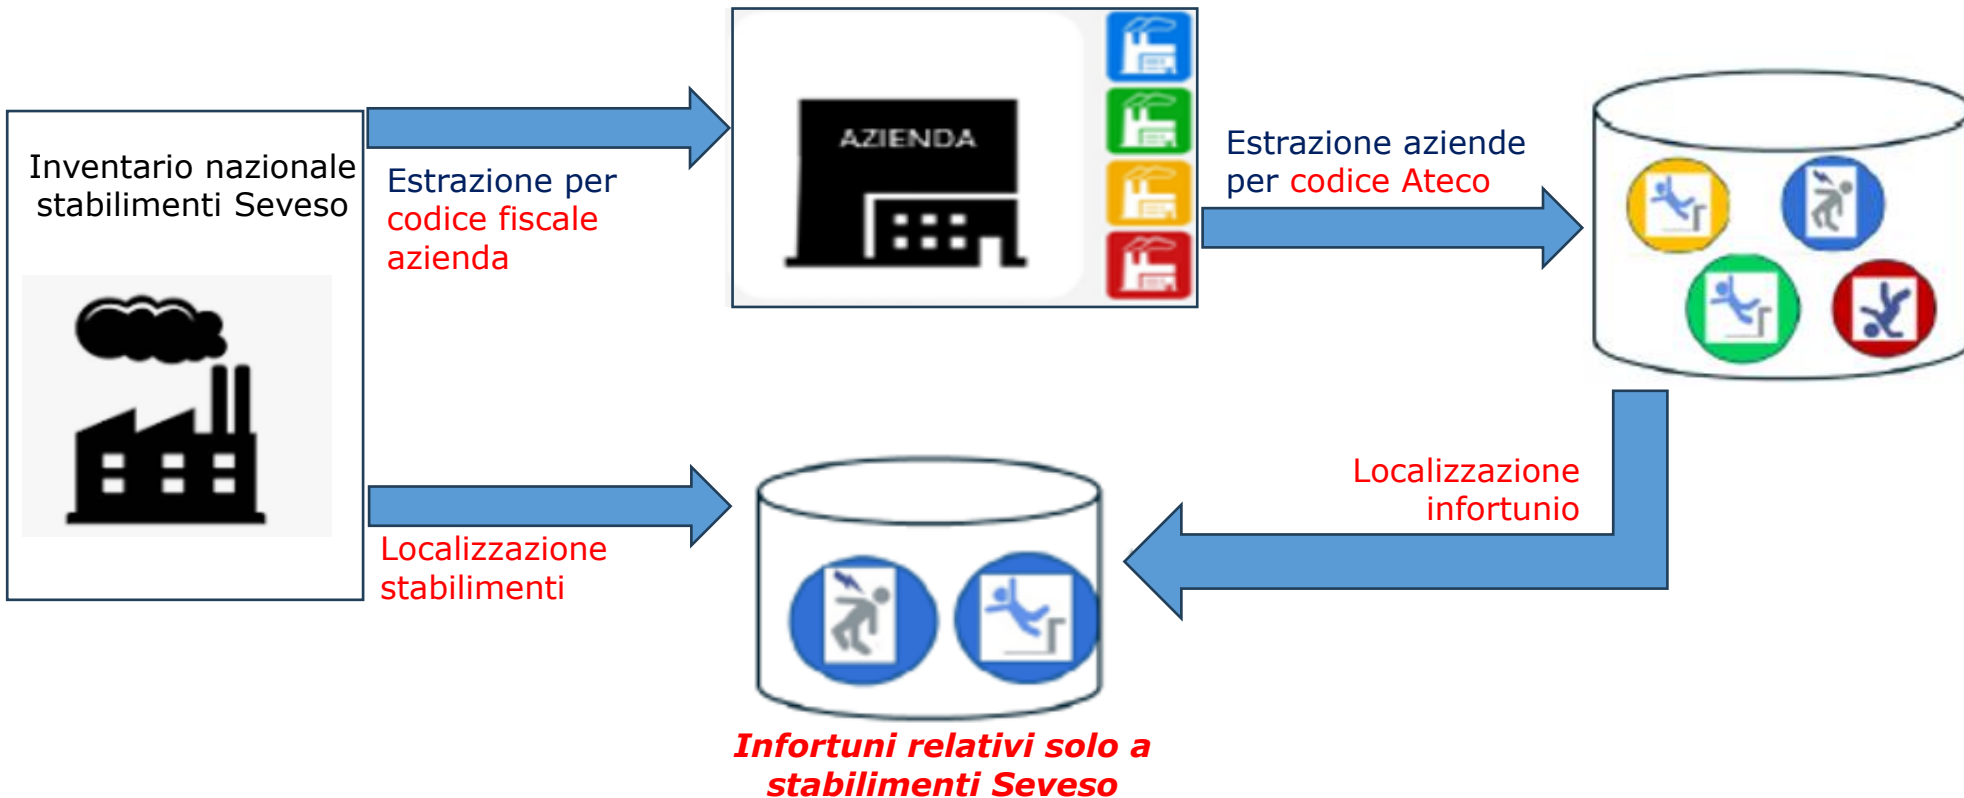 Inventario nazionale
stabilimenti Seveso
Estrazione per
codice fiscale
azienda
AZIENDA
Estrazione aziende
per codice Ateco
Localizzazione
infortunio
Localizzazione
stabilimenti
Infortuni relativi solo a
stabilimenti Seveso